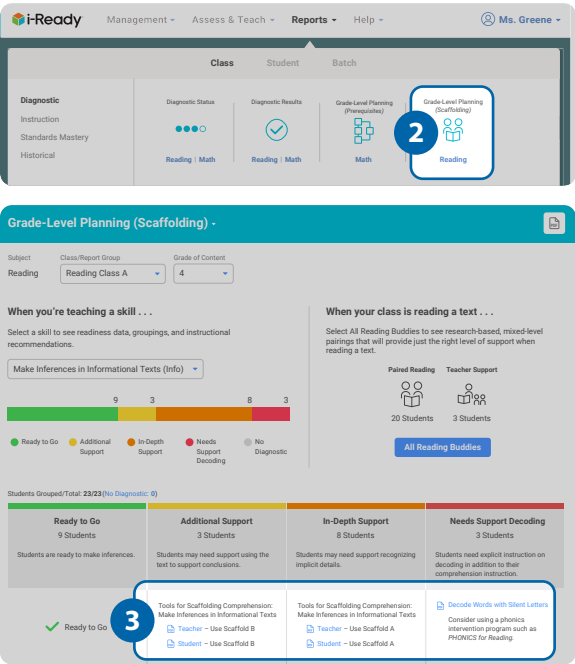 i-Ready
Management Assess & Teach Reports Help Ms. Greene
Class Student Batch
Diagnostic
Instruction
Standards Mastery
Historical
Diagnostic Status
Reading | Math
Diagnostic Results
Reading | Math
Grade-Level Planning
(Prerequisites)
Math
2
Grade-Level Planning
(Scaffolding)
Reading
Grade-Level Planning (Scaffolding)
PDF
Subject Class/Report Group Grade of Content
Reading Reading Class A 4
When you're teaching a skill . . .
Select a skill to see readiness data, groupings, and instructional
recommendations.
Make Inferences in Informational Texts (Info)
9 3 8 3
Ready to Go
Additional
Support
In-Depth
Support
Needs
Support
Decoding
No
Diagnostic
When your class is reading a text . . .
Select All Reading Buddies to see research-based, mixed-level
pairings that will provide just the right level of support when
reading a text.
Paired Reading Teacher Support
20 Students 3 Students
All Reading Buddies
Students Grouped/Total: 23/23 (No Diagnostic: 0)
Ready to Go
9 Students
Students are ready to make inferences.
Additional Support
3 Students
Students may need support using the
text to support conclusions.
In-Depth Support
8 Students
Students may need support recognizing
implicit details.
Needs Support Decoding
3 Students
Students need explicit instruction on
decoding in addition to their
comprehension instruction.
Ready to Go
3
Tools for Scaffolding Comprehension:
Make Inferences in Informational Texts
Teacher – Use Scaffold B
Student – Use Scaffold B
Tools for Scaffolding Comprehension:
Make Inferences in Informational Texts
Teacher – Use Scaffold A
Student – Use Scaffold A
Decode Words with Silent Letters
Consider using a phonics
intervention program such as
PHONICS for Reading.